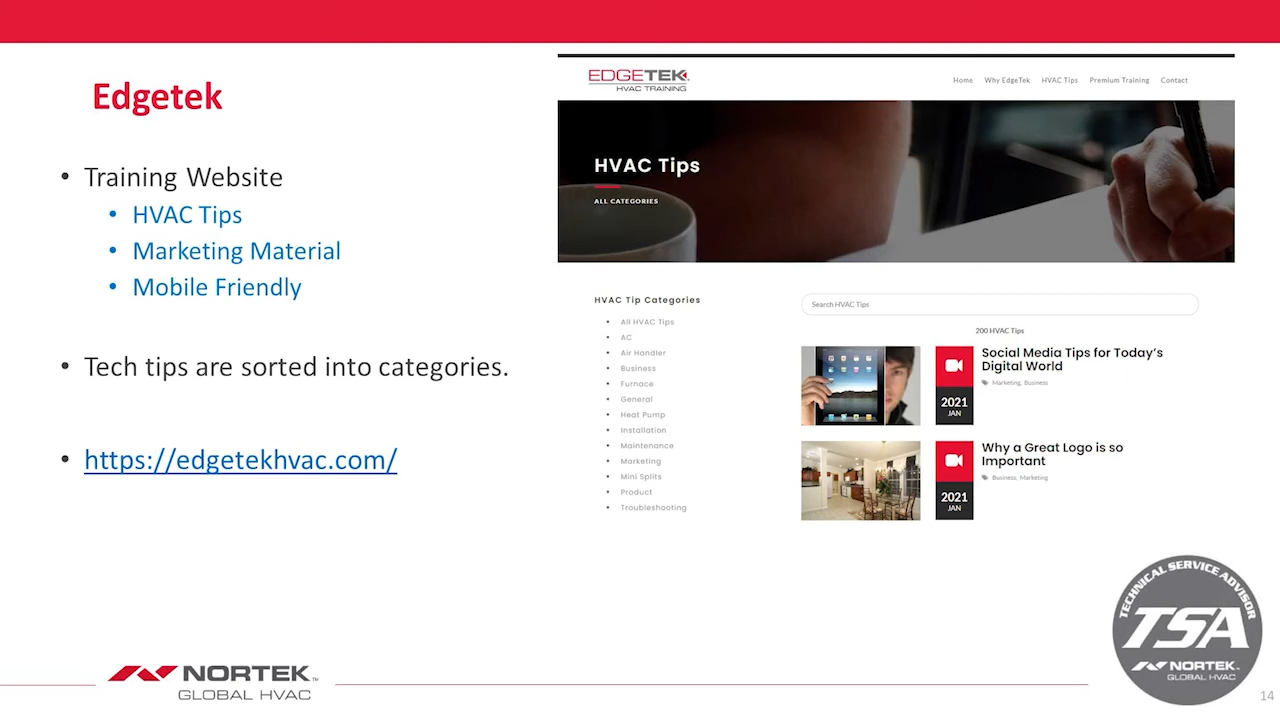 Edgetek
• Training Website
• HVAC Tips
• Marketing Material
• Mobile Friendly
• Tech tips are sorted into categories.
• https://edgetekhvac.com/
EDGETEK
HVAC TRAINING
Home Why EdgeTek HVAC Tips Premium Training Contact
HVAC Tips
ALL CATEGORIES
HVAC Tip Categories
• All HVAC Tips
• AC
• Air Handler
• Business
• Furnace
• General
• Heat Pump
• Installation
• Maintenance
• Marketing
• Mini Splits
• Product
• Troubleshooting
Search HVAC Tips
200 HVAC Tips
2021
JAN
Social Media Tips for Today's
Digital World
Marketing, Business
2021
JAN
Why a Great Logo is so
Important
Business, Marketing
NORTEK™
GLOBAL HVAC
TECHNICAL SERVICE ADVISOR
TSA
NORTEK™
GLOBAL HVAC
14